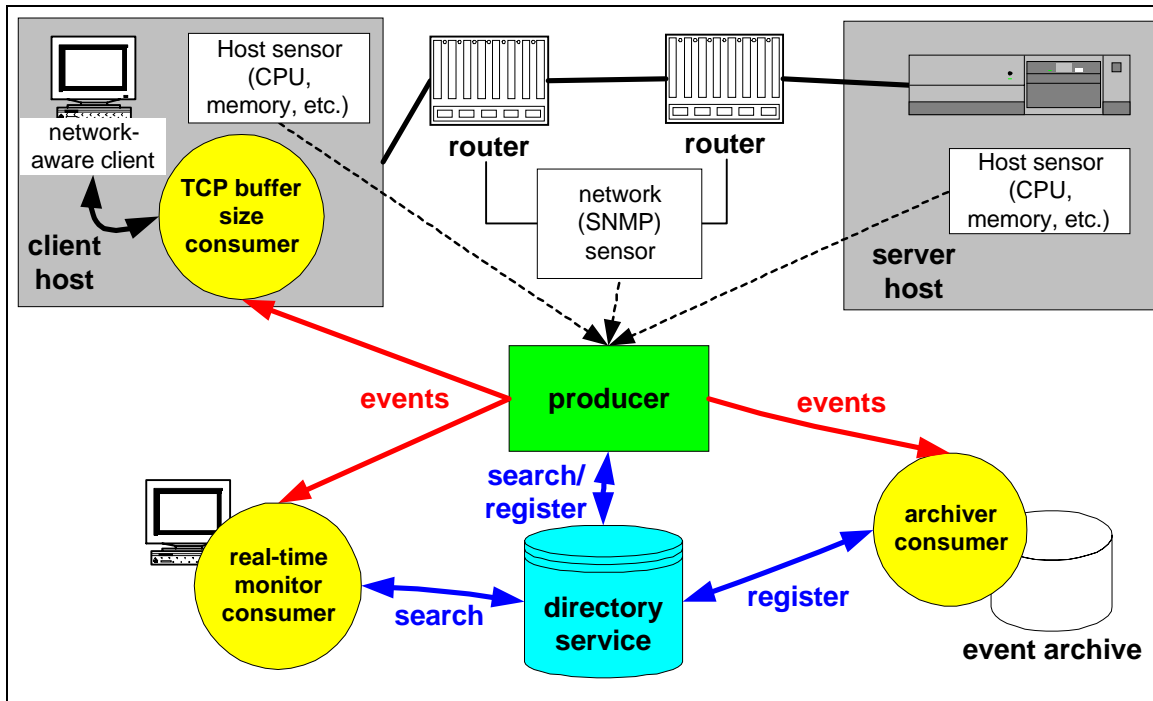 Host sensor
(CPU,
memory, etc.)
network-
aware client
TCP buffer
size
consumer
client
host
router
router
network
(SNMP)
sensor
Host sensor
(CPU,
memory, etc.)
server
host
events
producer
events
search/
register
real-time
monitor
consumer
search
directory
service
register
archiver
consumer
event archive